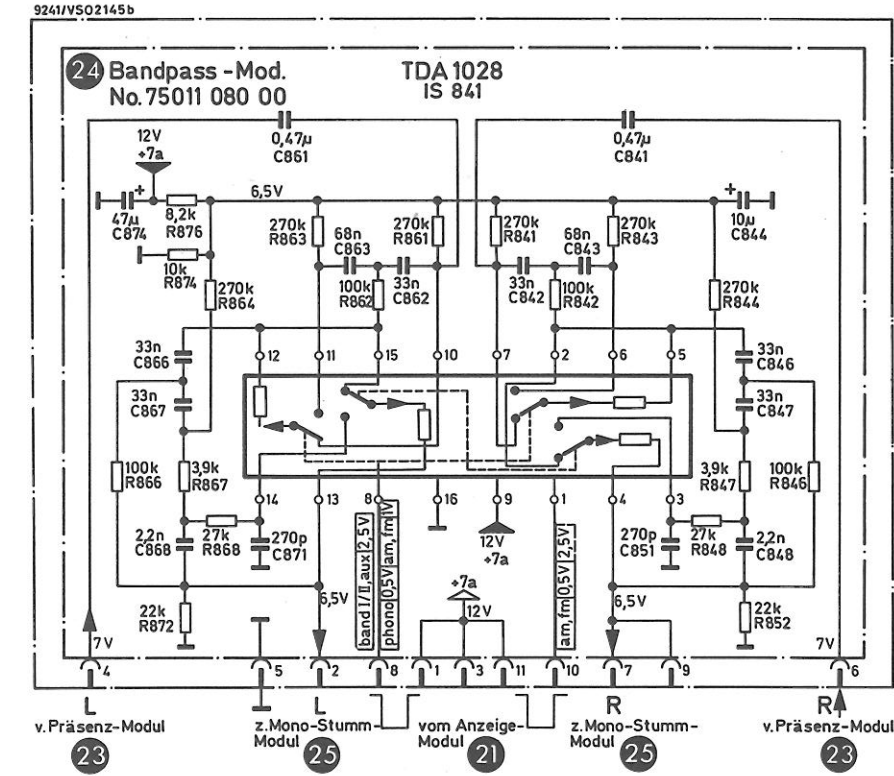 9241/VS02145b
24 Bandpass-Mod. TDA 1028
No. 75011 080 00 IS 841
0,47µ 0,47µ
C861 C841
12V
+7a
6,5V
+ +
47µ 8,2k 270k 270k 270k 270k 10µ
C874 R876 R863 R861 R841 R843 C844
68n 68n
C863 C843
10k
R874
100k 33n 33n 100k
R862 C862 C842 R842
270k 270k
R864 R844
33n 33n
C866 C846
12 11 15 10 7 2 6 5
33n 33n
C867 C847
100k 3,9k 3,9k 100k
R866 R867 R847 R846
14 13 8 16 9 1 4 3
2,2n 27k 270p 270p 27k 2,2n
C868 R868 C871 C851 R848 C848
12V
+7a
band I/II,aux 2,5V
phono 0,5V am,fm 1V
am,fm 0,5V 2,5V
+7a
12V
6,5V 6,5V
22k 22k
R872 R852
7V 7V
4 5 2 8 1 3 11 10 7 9 6
L L R R
v. Präsenz-Modul z.Mono-Stumm- vom Anzeige- z.Mono-Stumm- v. Präsenz-Modul
Modul Modul Modul
23 25 21 25 23